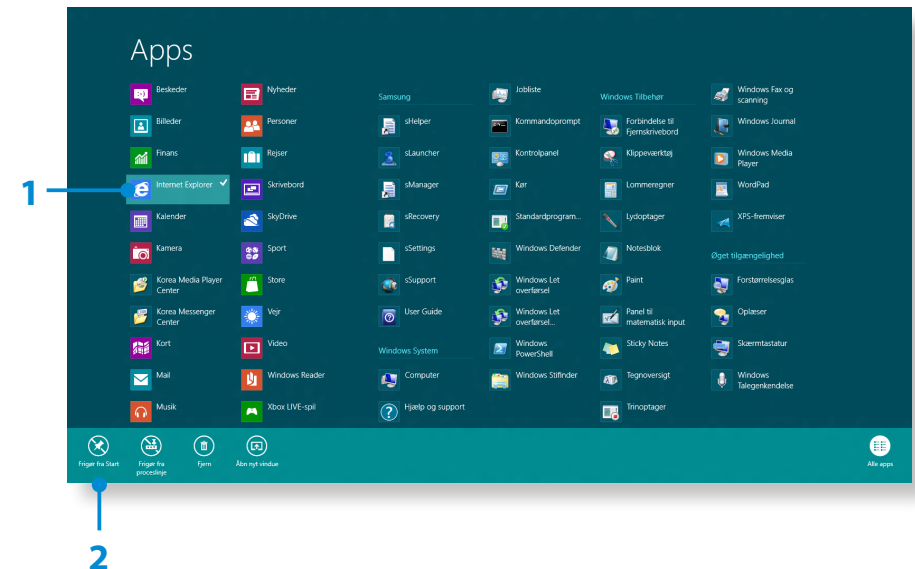 Apps
Beskeder
Billeder
Finans
Internet Explorer
Kalender
Kamera
Korea Media Player
Center
Korea Messenger
Center
Kort
Mail
Musik
Nyheder
Personer
Rejser
Skrivebord
SkyDrive
Sport
Store
Vejr
Video
Windows Reader
Xbox LIVE-spil
Samsung
sHelper
sLauncher
sManager
sRecovery
sSettings
sSupport
User Guide
Windows System
Computer
Hjælp og support
Jobliste
Kommandoprompt
Kontrolpanel
Kør
Standardprogram...
Windows Defender
Windows Let
overførsel
Windows Let
overførsel...
Windows
PowerShell
Windows Stifinder
Windows Tilbehør
Forbindelse til
Fjernskrivebord
Klippeværktøj
Lommeregner
Lydoptager
Notesblok
Paint
Panel til
matematisk input
Sticky Notes
Tegnoversigt
Trinoptager
Windows Fax og
scanning
Windows Journal
Windows Media
Player
WordPad
XPS-fremviser
Øget tilgængelighed
Forstørrelsesglas
Oplæser
Skærmtastatur
Windows
Talegenkendelse
1
Frigør fra Start
Frigør fra
proceslinje
Fjern
Åbn nyt vindue
Alle apps
2